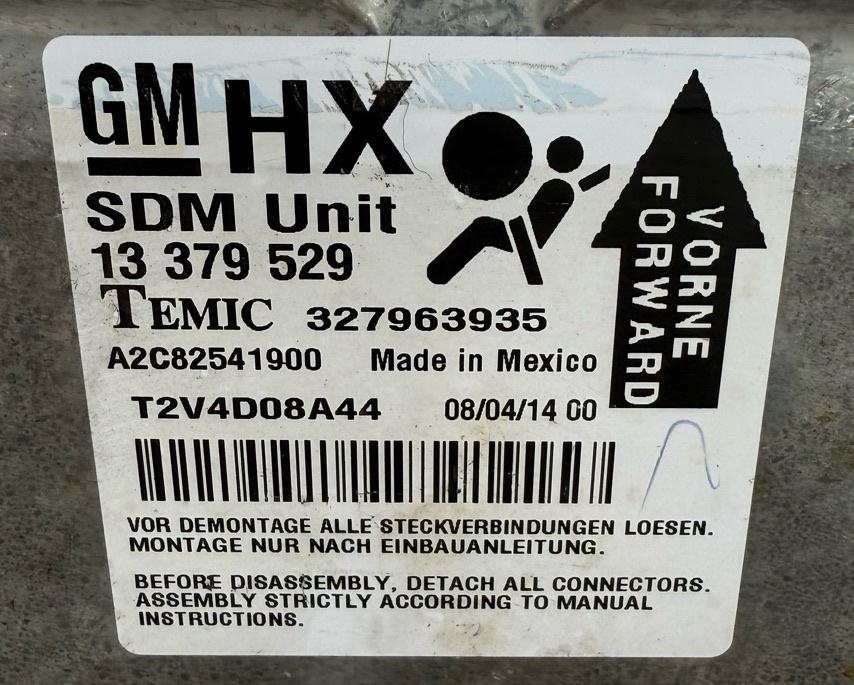 GM HX
SDM Unit
13 379 529
TEMIC 327963935
A2C82541900 Made in Mexico
T2V4D08A44 08/04/14 00
VORNE
FORWARD
VOR DEMONTAGE ALLE STECKVERBINDUNGEN LOESEN.
MONTAGE NUR NACH EINBAUANLEITUNG.
BEFORE DISASSEMBLY, DETACH ALL CONNECTORS.
ASSEMBLY STRICTLY ACCORDING TO MANUAL
INSTRUCTIONS.